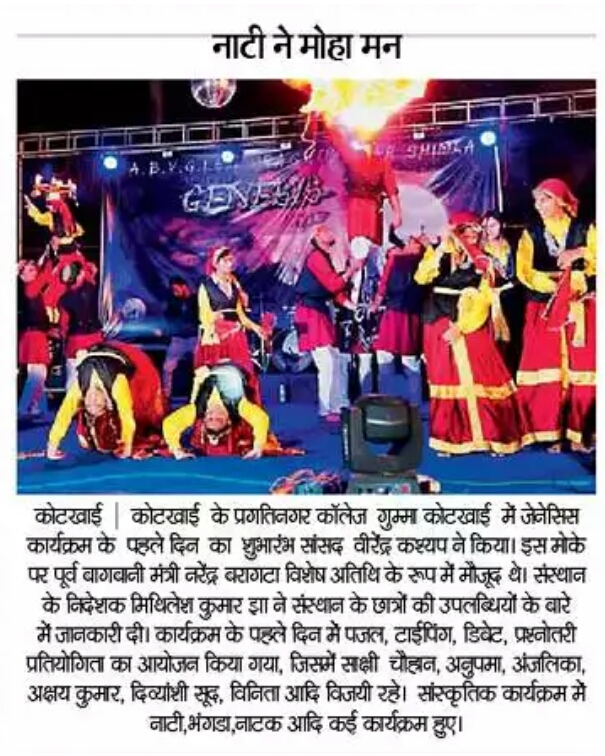 नाटी ने मोहा मन
A.B.V.G.I.
SHIMLA
GENESIS
कोटखाई | कोटखाई के प्रगतिनगर कॉलेज गुम्मा कोटखाई में जेनेसिस
कार्यक्रम के पहले दिन का शुभारंभ सांसद वीरेंद्र कश्यप ने किया। इस मोके
पर पूर्व बागवानी मंत्री नरेंद्र बरागटा विशेष अतिथि के रूप में मौजूद थे। संस्थान
के निदेशक मिथिलेश कुमार झा ने संस्थान के छात्रों की उपलब्धियों के बारे
में जानकारी दी। कार्यक्रम के पहले दिन में पजल, टाईपिंग, डिबेट, प्रश्नोतरी
प्रतियोगिता का आयोजन किया गया, जिसमें साक्षी चौहान, अनुपमा, अंजलिका,
अक्षय कुमार, दिव्यांशी सूद, विनिता आदि विजयी रहे। सांस्कृतिक कार्यक्रम में
नाटी,भंगडा,नाटक आदि कई कार्यक्रम हुए।